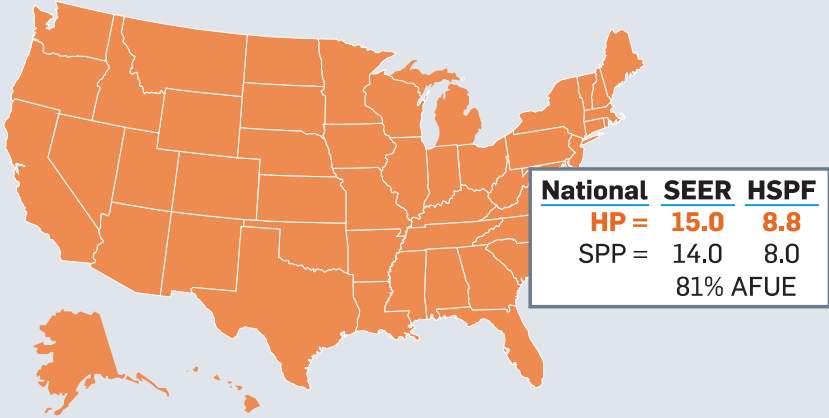 National SEER HSPF
HP = 15.0 8.8
SPP = 14.0 8.0
81% AFUE